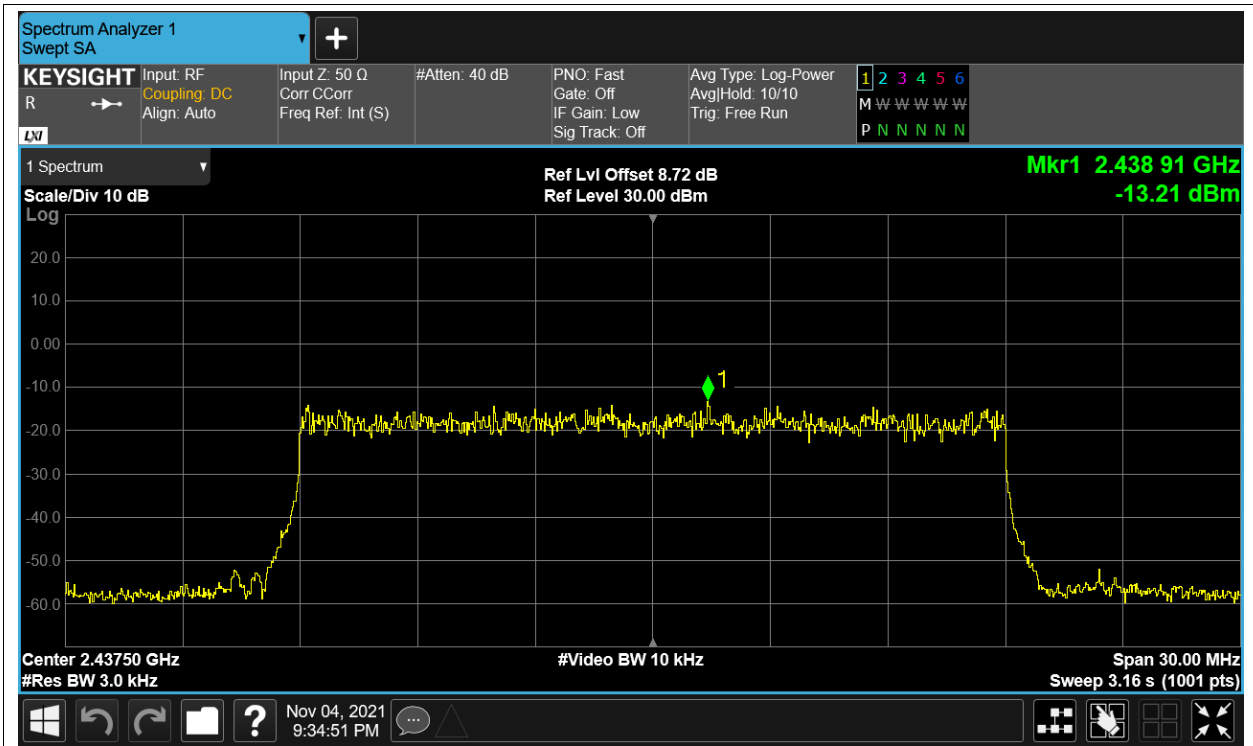 Spectrum Analyzer 1
Swept SA
KEYSIGHT Input: RF Input Z: 50 Ω #Atten: 40 dB PNO: Fast Avg Type: Log-Power 1 2 3 4 5 6
R Coupling: DC Corr CCorr Gate: Off Avg|Hold: 10/10 M W W W W W
Align: Auto Freq Ref: Int (S) IF Gain: Low Trig: Free Run
LXI Sig Track: Off P N N N N N
1 Spectrum Ref Lvl Offset 8.72 dB Mkr1 2.438 91 GHz
Scale/Div 10 dB Ref Level 30.00 dBm -13.21 dBm
Log
20.0
10.0
0.00
-10.0
1
-20.0
-30.0
-40.0
-50.0
-60.0
Center 2.43750 GHz #Video BW 10 kHz Span 30.00 MHz
#Res BW 3.0 kHz Sweep 3.16 s (1001 pts)
? Nov 04, 2021
9:34:51 PM